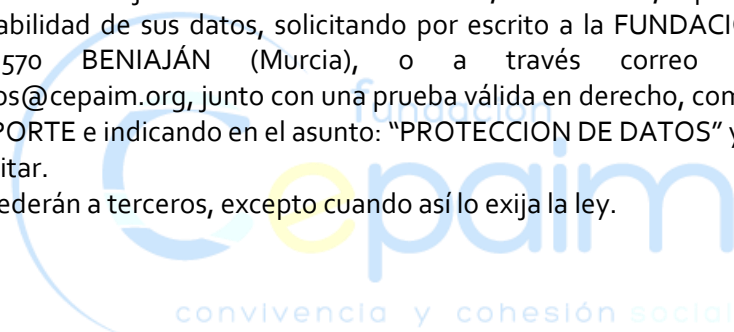 abilidad de sus datos, solicitando por escrito a la FUNDACI
570 BENIAJÁN (Murcia), o a través correo
os@cepaim.org, junto con una prueba válida en derecho, com
PORTE e indicando en el asunto: “PROTECCION DE DATOS” y
itar.
ederán a terceros, excepto cuando así lo exija la ley.
fundación
cepaim
convivencia y cohesión social